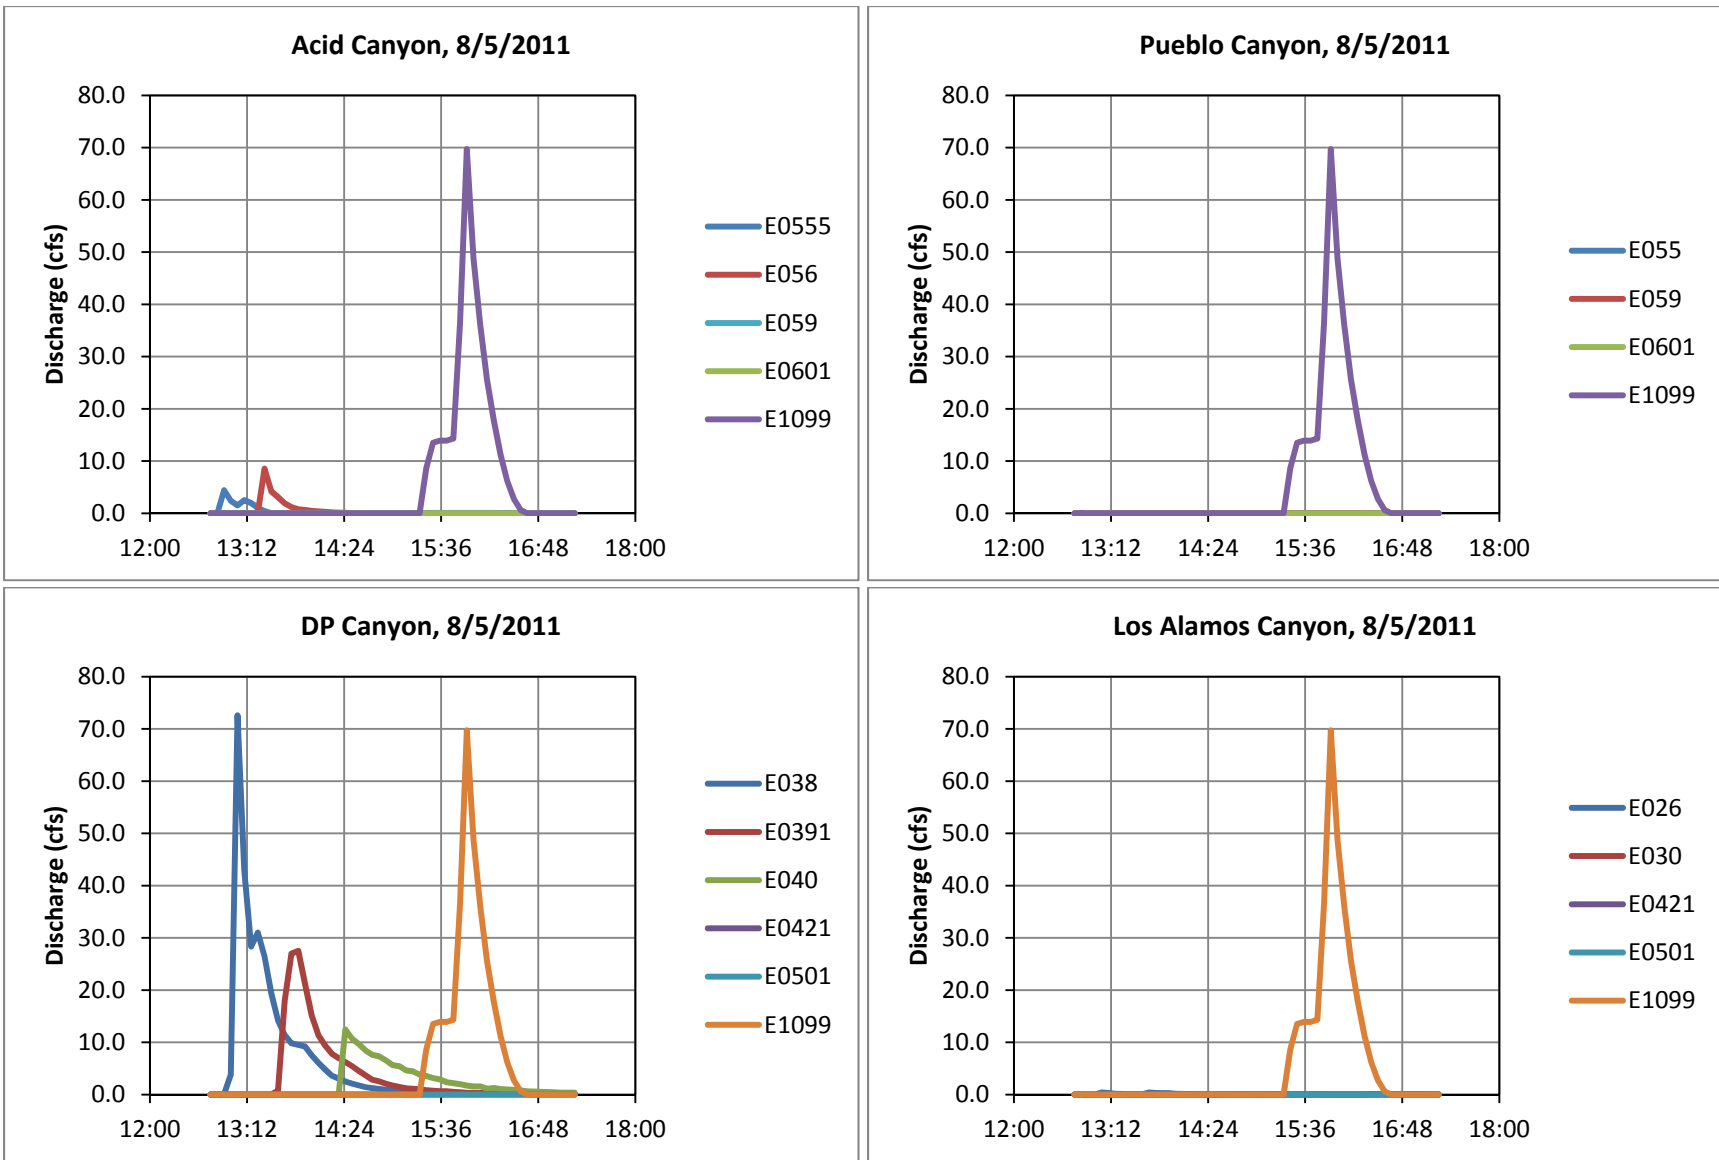 Acid Canyon, 8/5/2011
Discharge (cfs)
80.0
70.0
60.0
50.0
40.0
30.0
20.0
10.0
0.0
12:00 13:12 14:24 15:36 16:48 18:00
E0555
E056
E059
E0601
E1099
Pueblo Canyon, 8/5/2011
Discharge (cfs)
80.0
70.0
60.0
50.0
40.0
30.0
20.0
10.0
0.0
12:00 13:12 14:24 15:36 16:48 18:00
E055
E059
E0601
E1099
DP Canyon, 8/5/2011
Discharge (cfs)
80.0
70.0
60.0
50.0
40.0
30.0
20.0
10.0
0.0
12:00 13:12 14:24 15:36 16:48 18:00
E038
E0391
E040
E0421
E0501
E1099
Los Alamos Canyon, 8/5/2011
Discharge (cfs)
80.0
70.0
60.0
50.0
40.0
30.0
20.0
10.0
0.0
12:00 13:12 14:24 15:36 16:48 18:00
E026
E030
E0421
E0501
E1099